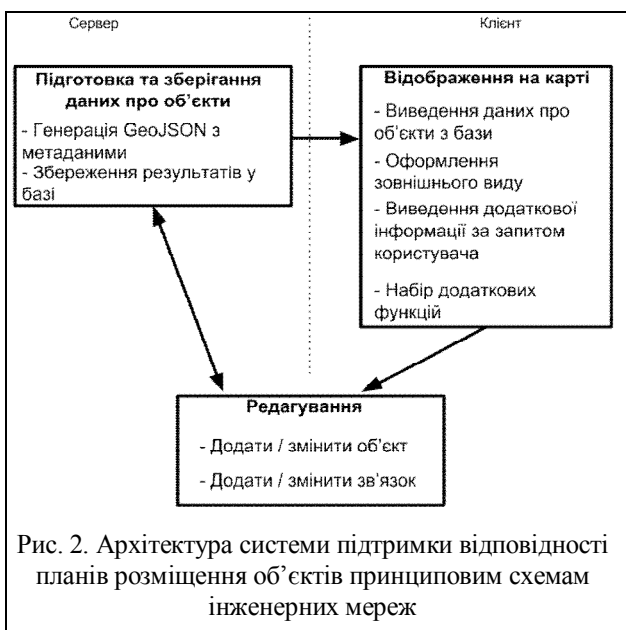 Сервер
Клієнт
Підготовка та зберігання
даних про об'єкти
- Генерація GeoJSON з
метаданими
- Збереження результатів у
базі
Відображення на карті
- Виведення даних про
об'єкти з бази
- Оформлення
зовнішнього виду
- Виведення додаткової
інформації за запитом
користувача
- Набір додаткових
функцій
Редагування
- Додати / змінити об'єкт
- Додати / змінити зв'язок
Рис. 2. Архітектура системи підтримки відповідності
планів розміщення об’єктів принциповим схемам
інженерних мереж